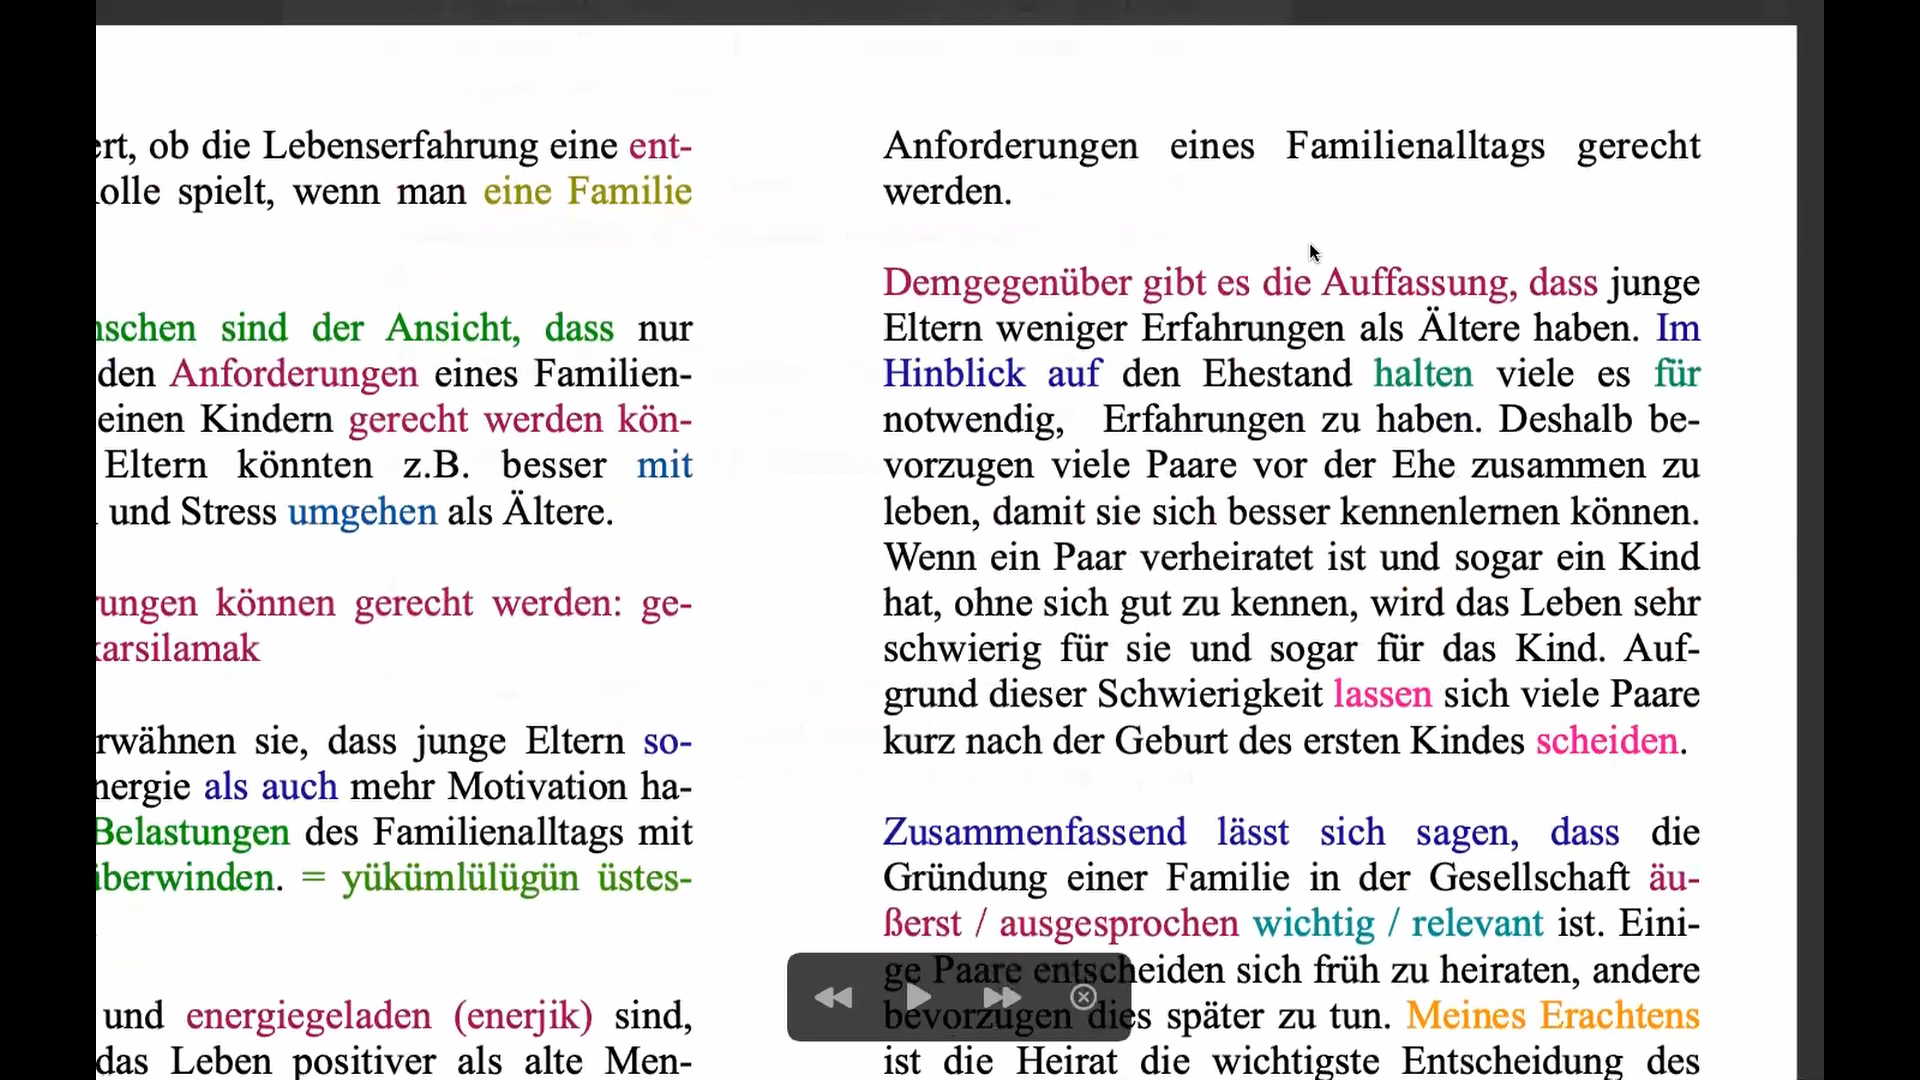 ert, ob die Lebenserfahrung eine ent-
olle spielt, wenn man eine Familie
nschen sind der Ansicht, dass nur
den Anforderungen eines Familien-
einen Kindern gerecht werden kön-
Eltern könnten z.B. besser mit
und Stress umgehen als Ältere.
rungen können gerecht werden: ge-
karsilamak
rwähnen sie, dass junge Eltern so-
nergie als auch mehr Motivation ha-
Belastungen des Familienalltags mit
überwinden. = yükümlülügün üstes-
und energiegeladen (enerjik) sind,
das Leben positiver als alte Men-
Anforderungen eines Familienalltags gerecht
werden.
Demgegenüber gibt es die Auffassung, dass junge
Eltern weniger Erfahrungen als Ältere haben. Im
Hinblick auf den Ehestand halten viele es für
notwendig, Erfahrungen zu haben. Deshalb be-
vorzugen viele Paare vor der Ehe zusammen zu
leben, damit sie sich besser kennenlernen können.
Wenn ein Paar verheiratet ist und sogar ein Kind
hat, ohne sich gut zu kennen, wird das Leben sehr
schwierig für sie und sogar für das Kind. Auf-
grund dieser Schwierigkeit lassen sich viele Paare
kurz nach der Geburt des ersten Kindes scheiden.
Zusammenfassend lässt sich sagen, dass die
Gründung einer Familie in der Gesellschaft äu-
ßerst / ausgesprochen wichtig / relevant ist. Eini-
ge Paare entscheiden sich früh zu heiraten, andere
bevorzugen dies später zu tun. Meines Erachtens
ist die Heirat die wichtigste Entscheidung des